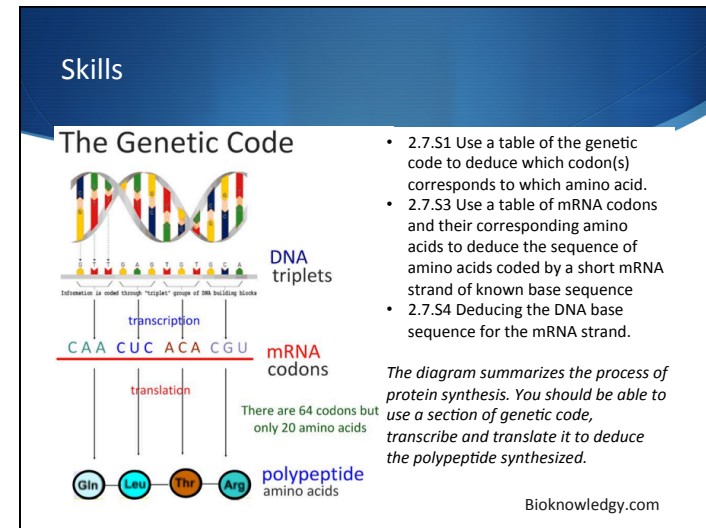 Skills
The Genetic Code
DNA
triplets
G T T G A G T G T G C A
Information is coded through "triplet" groups of DNA building blocks
transcription
CAA CUC ACA CGU
mRNA
codons
translation
There are 64 codons but
only 20 amino acids
Gln Leu Thr Arg
polypeptide
amino acids
• 2.7.S1 Use a table of the genetic
code to deduce which codon(s)
corresponds to which amino acid.
• 2.7.S3 Use a table of mRNA codons
and their corresponding amino
acids to deduce the sequence of
amino acids coded by a short mRNA
strand of known base sequence
• 2.7.S4 Deducing the DNA base
sequence for the mRNA strand.
The diagram summarizes the process of
protein synthesis. You should be able to
use a section of genetic code,
transcribe and translate it to deduce
the polypeptide synthesized.
Bioknowledgy.com